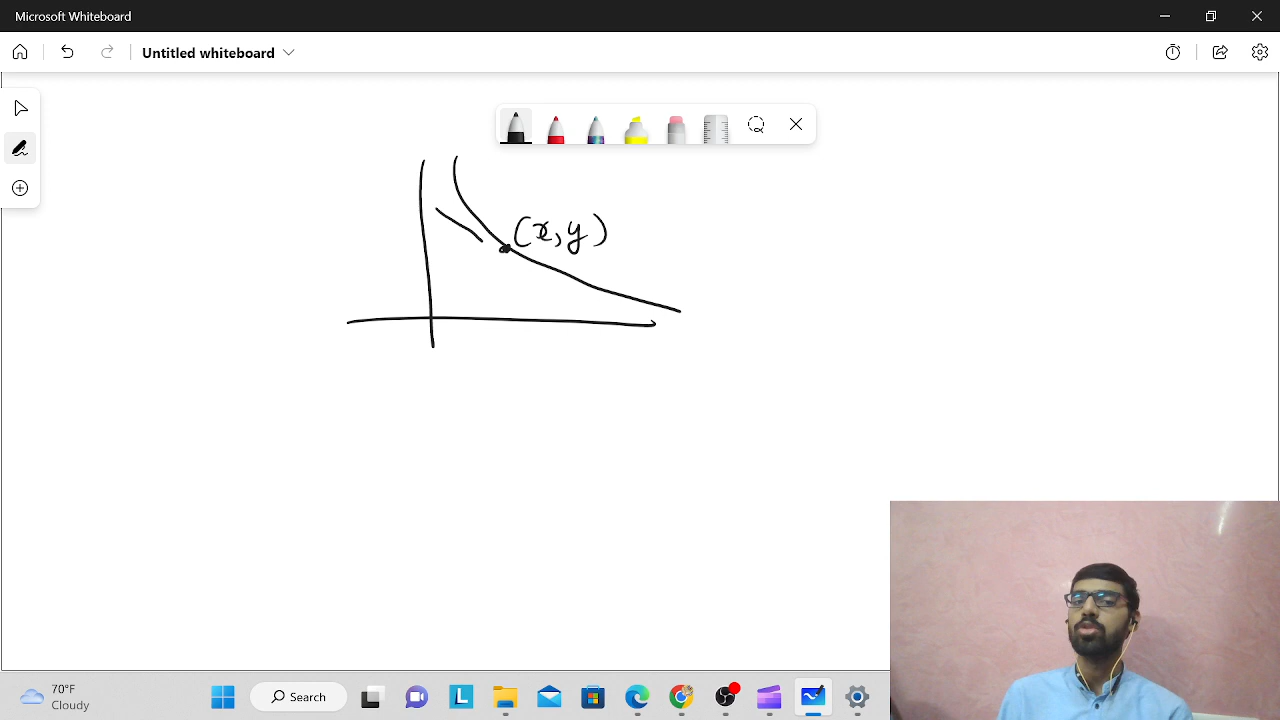 Microsoft Whiteboard
Untitled whiteboard
(x,y)
70°F
Cloudy
Search
L